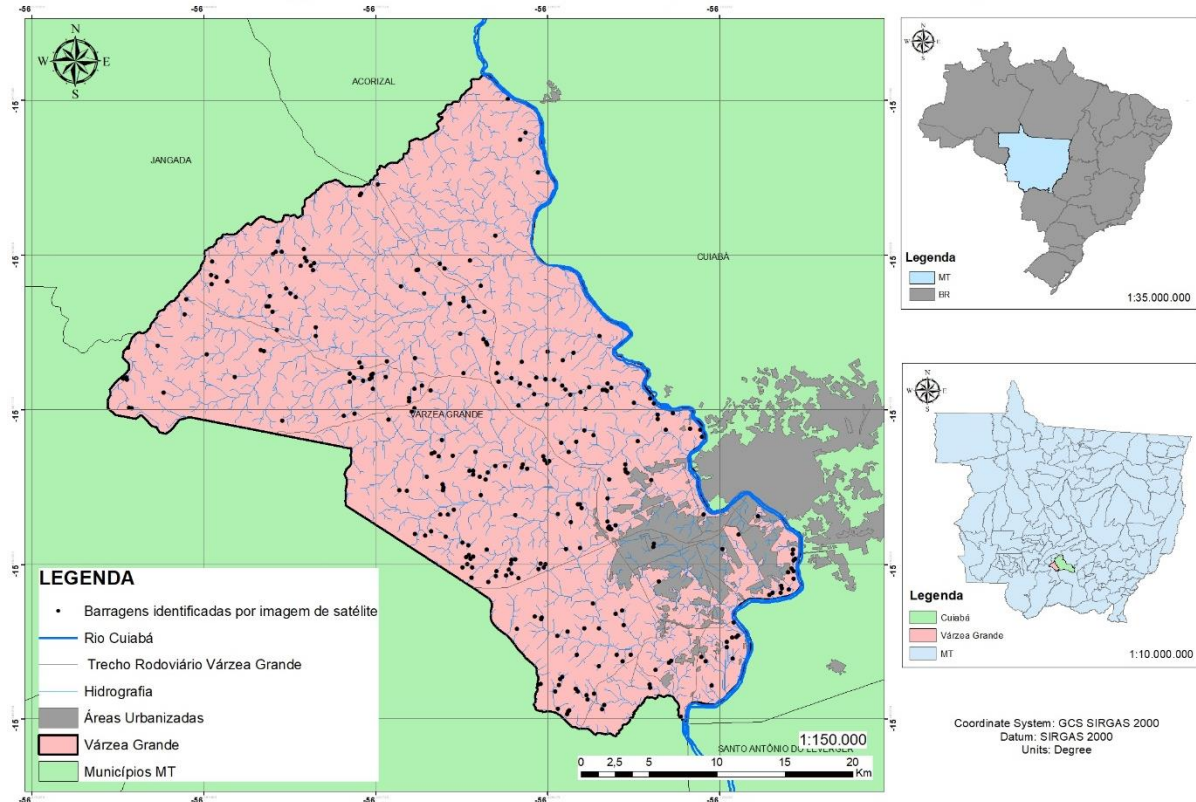 -56 -56 -56 -56 -56
N
W E
S
ACORIZAL
JANGADA
CUIABÁ
VÁRZEA GRANDE
SANTO ANTÔNIO DO LEVERGER
-15
-15
-15
-15
-15
-15
-15
-15
-15
-15
LEGENDA
Barragens identificadas por imagem de satélite
Rio Cuiabá
Trecho Rodoviário Várzea Grande
Hidrografia
Áreas Urbanizadas
Várzea Grande
Municípios MT
1:150.000
0 2,5 5 10 15 20
Km
-56 -56 -56 -56 -56
N
W E
S
Legenda
MT
BR
1:35.000.000
N
W E
S
Legenda
Cuiabá
Várzea Grande
MT
1:10.000.000
Coordinate System: GCS SIRGAS 2000
Datum: SIRGAS 2000
Units: Degree